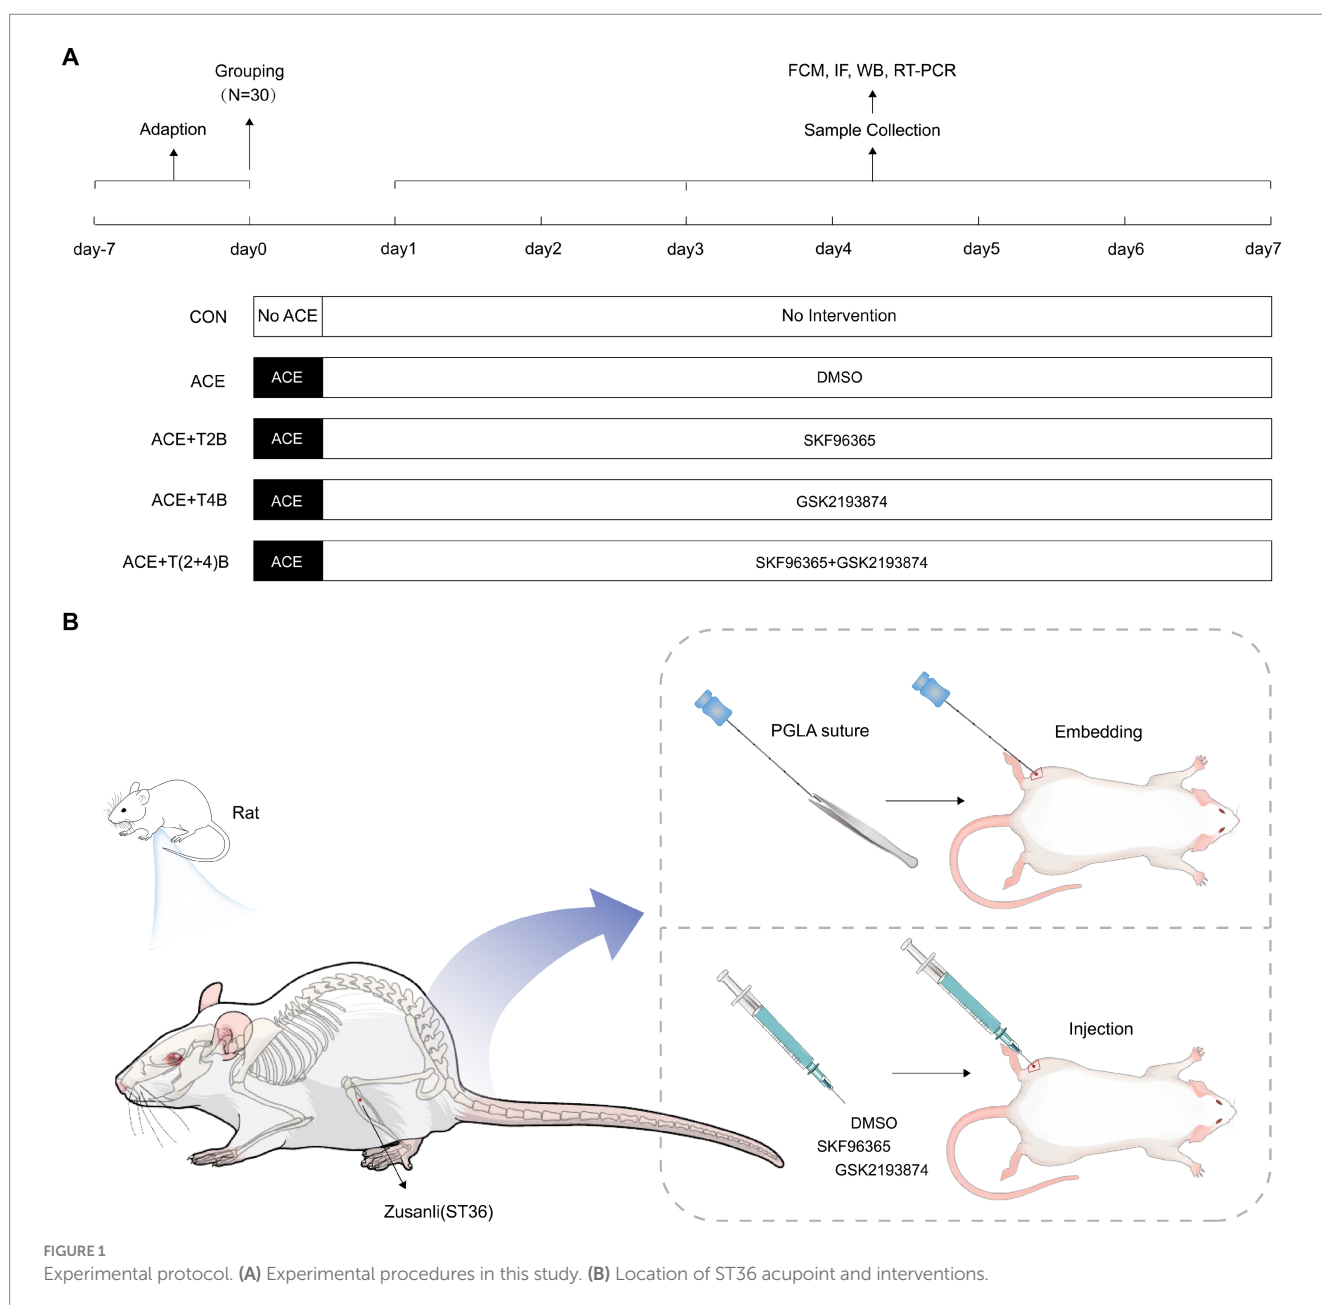 A
Grouping
（N=30）
Adaption
FCM, IF, WB, RT-PCR
Sample Collection
day-7
day0
day1
day2
day3
day4
day5
day6
day7
CON
No ACE
No Intervention
ACE
ACE
DMSO
ACE+T2B
ACE
SKF96365
ACE+T4B
ACE
GSK2193874
ACE+T(2+4)B
ACE
SKF96365+GSK2193874
B
Rat
Zusanli(ST36)
PGLA suture
Embedding
Injection
DMSO
SKF96365
GSK2193874
FIGURE 1
Experimental protocol. (A) Experimental procedures in this study. (B) Location of ST36 acupoint and interventions.